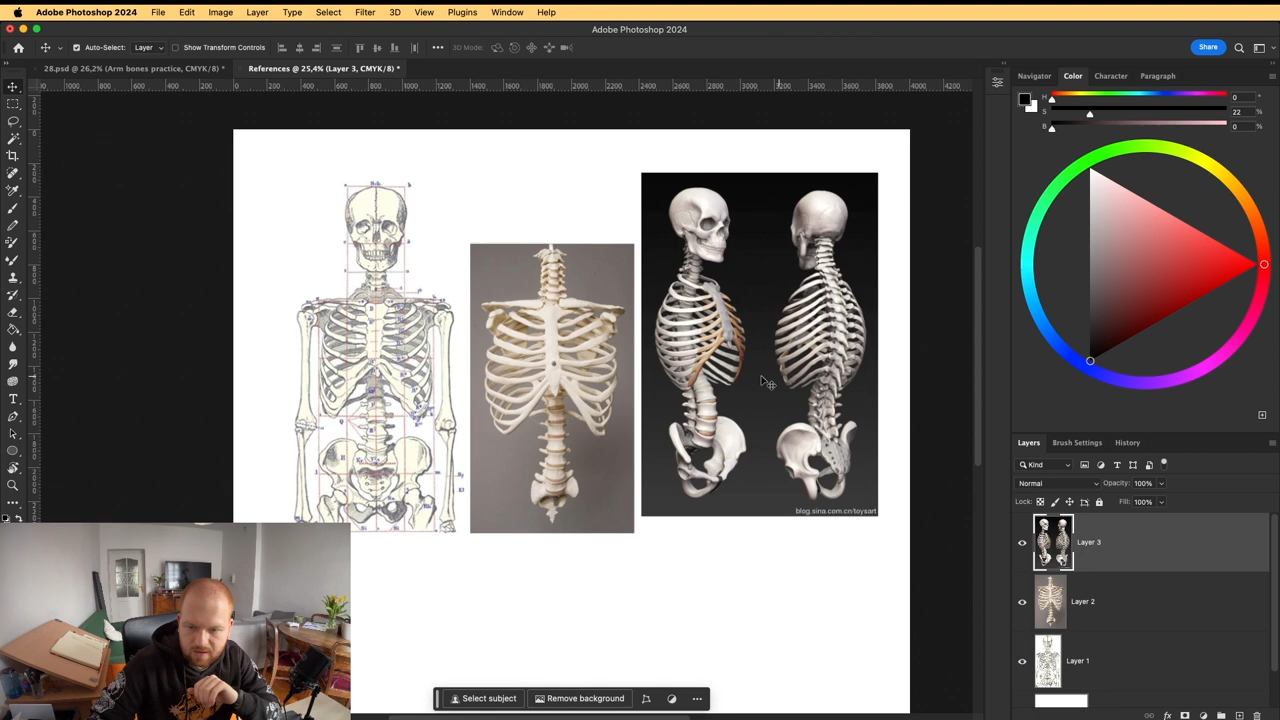 Adobe Photoshop 2024 File Edit Image Layer Type Select Filter 3D View Plugins Window Help
Adobe Photoshop 2024
Auto-Select: Layer Show Transform Controls 3D Mode: Share
28.psd @ 26,2% (Arm bones practice, CMYK/8) * References @ 25,4% (Layer 3, CMYK/8) *
Navigator Color Character Paragraph
H 0 °
S 22 %
B 0 %
blog.sina.com.cn/toysart
Layers Brush Settings History
Kind
Normal Opacity: 100%
Lock: Fill: 100%
Layer 3
Layer 2
Layer 1
Select subject Remove background